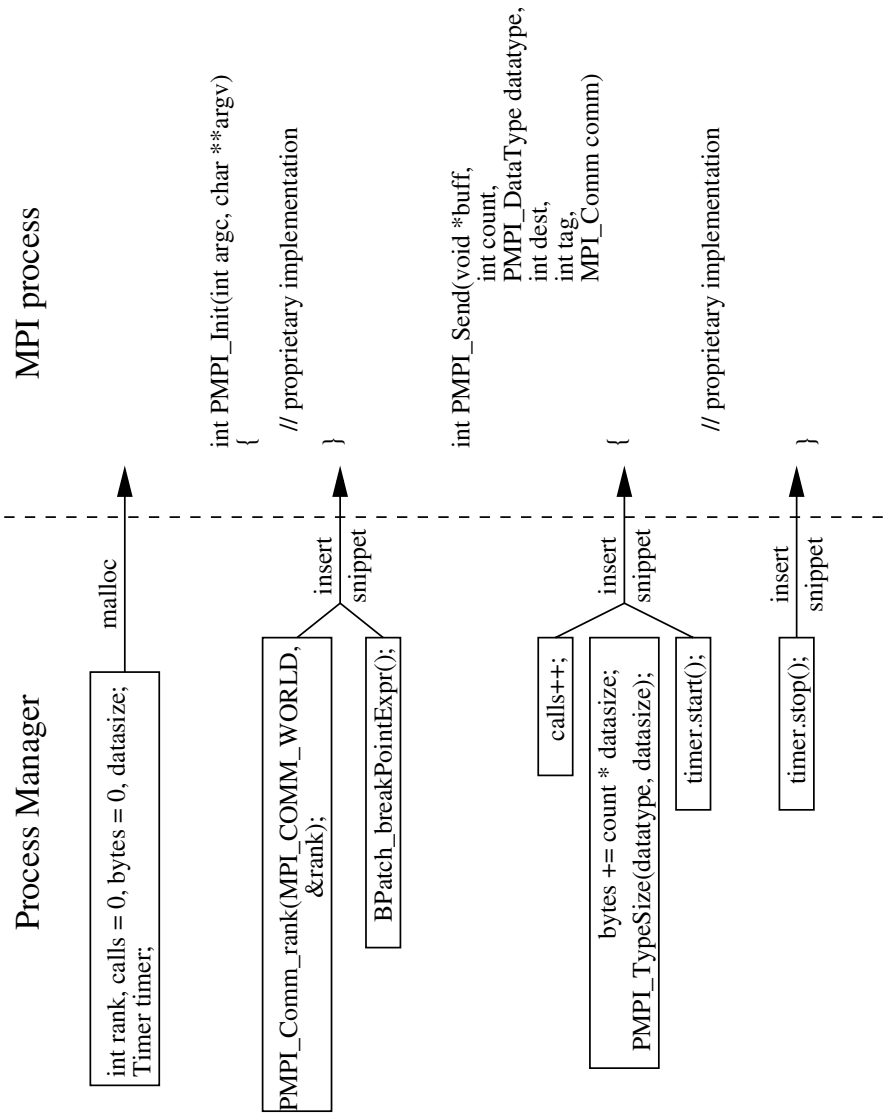 Process Manager
MPI process
int rank, calls = 0, bytes = 0, datasize;
Timer timer;
malloc
int PMPI_Init(int argc, char **argv)
{
// proprietary implementation
}
PMPI_Comm_rank(MPI_COMM_WORLD,
&rank);
BPatch_breakPointExpr();
insert
snippet
int PMPI_Send(void *buff,
int count,
PMPI_DataType datatype,
int dest,
int tag,
MPI_Comm comm)
{
calls++;
bytes += count * datasize;
PMPI_TypeSize(datatype, datasize);
timer.start();
insert
snippet
// proprietary implementation
timer.stop();
insert
snippet
}